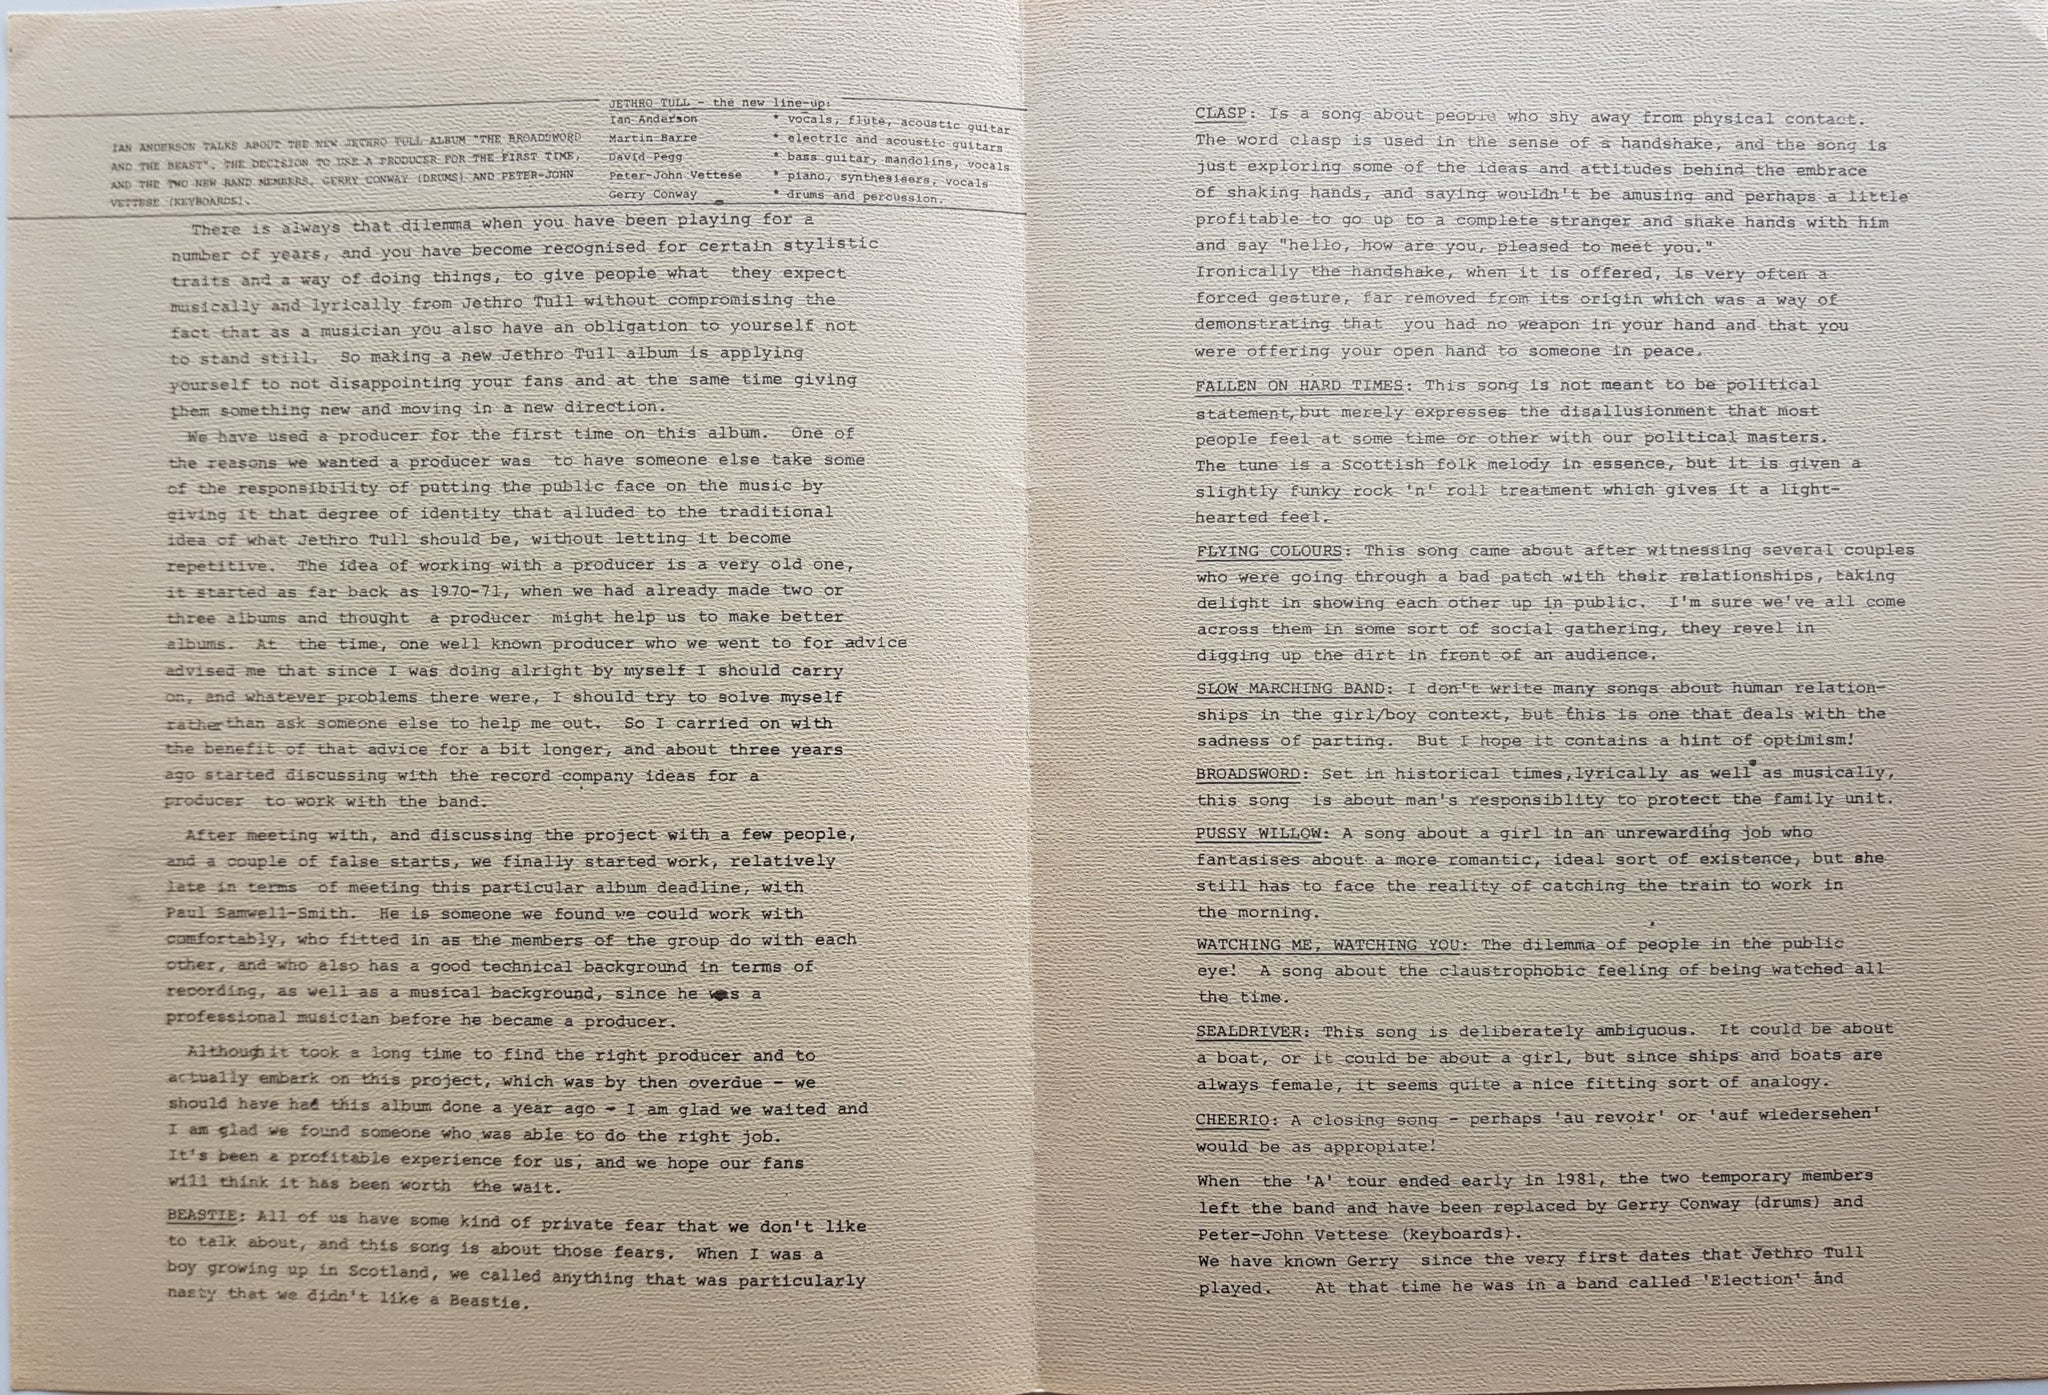 IAN ANDERSON TALKS ABOUT THE NEW JETHRO TULL ALBUM "THE BROADSWORD
AND THE BEAST", THE DECISION TO USE A PRODUCER FOR THE FIRST TIME,
AND THE TWO NEW BAND MEMBERS, GERRY CONWAY (DRUMS) AND PETER-JOHN
VETTESE (KEYBOARDS).
JETHRO TULL - the new line-up:
Ian Anderson * vocals, flute, acoustic guitar
Martin Barre * electric and acoustic guitars
David Pegg * bass guitar, mandolins, vocals
Peter-John Vettese * piano, synthesisers, vocals
Gerry Conway * drums and percussion.
There is always that dilemma when you have been playing for a
number of years, and you have become recognised for certain stylistic
traits and a way of doing things, to give people what they expect
musically and lyrically from Jethro Tull without compromising the
fact that as a musician you also have an obligation to yourself not
to stand still. So making a new Jethro Tull album is applying
yourself to not disappointing your fans and at the same time giving
them something new and moving in a new direction.
We have used a producer for the first time on this album. One of
the reasons we wanted a producer was to have someone else take some
of the responsibility of putting the public face on the music by
giving it that degree of identity that alluded to the traditional
idea of what Jethro Tull should be, without letting it become
repetitive. The idea of working with a producer is a very old one,
it started as far back as 1970-71, when we had already made two or
three albums and thought a producer might help us to make better
albums. At the time, one well known producer who we went to for advice
advised me that since I was doing alright by myself I should carry
on, and whatever problems there were, I should try to solve myself
rather than ask someone else to help me out. So I carried on with
the benefit of that advice for a bit longer, and about three years
ago started discussing with the record company ideas for a
producer to work with the band.
After meeting with, and discussing the project with a few people,
and a couple of false starts, we finally started work, relatively
late in terms of meeting this particular album deadline, with
Paul Samwell-Smith. He is someone we found we could work with
comfortably, who fitted in as the members of the group do with each
other, and who also has a good technical background in terms of
recording, as well as a musical background, since he was a
professional musician before he became a producer.
Although it took a long time to find the right producer and to
actually embark on this project, which was by then overdue - we
should have had this album done a year ago - I am glad we waited and
I am glad we found someone who was able to do the right job.
It's been a profitable experience for us, and we hope our fans
will think it has been worth the wait.
BEASTIE: All of us have some kind of private fear that we don't like
to talk about, and this song is about those fears. When I was a
boy growing up in Scotland, we called anything that was particularly
nasty that we didn't like a Beastie.
CLASP: Is a song about people who shy away from physical contact.
The word clasp is used in the sense of a handshake, and the song is
just exploring some of the ideas and attitudes behind the embrace
of shaking hands, and saying wouldn't be amusing and perhaps a little
profitable to go up to a complete stranger and shake hands with him
and say "hello, how are you, pleased to meet you."
Ironically the handshake, when it is offered, is very often a
forced gesture, far removed from its origin which was a way of
demonstrating that you had no weapon in your hand and that you
were offering your open hand to someone in peace.
FALLEN ON HARD TIMES: This song is not meant to be political
statement,but merely expresses the disallusionment that most
people feel at some time or other with our political masters.
The tune is a Scottish folk melody in essence, but it is given a
slightly funky rock 'n' roll treatment which gives it a light-
hearted feel.
FLYING COLOURS: This song came about after witnessing several couples
who were going through a bad patch with their relationships, taking
delight in showing each other up in public. I'm sure we've all come
across them in some sort of social gathering, they revel in
digging up the dirt in front of an audience.
SLOW MARCHING BAND: I don't write many songs about human relation-
ships in the girl/boy context, but this is one that deals with the
sadness of parting. But I hope it contains a hint of optimism!
BROADSWORD: Set in historical times,lyrically as well as musically,
this song is about man's responsiblity to protect the family unit.
PUSSY WILLOW: A song about a girl in an unrewarding job who
fantasises about a more romantic, ideal sort of existence, but she
still has to face the reality of catching the train to work in
the morning.
WATCHING ME, WATCHING YOU: The dilemma of people in the public
eye! A song about the claustrophobic feeling of being watched all
the time.
SEALDRIVER: This song is deliberately ambiguous. It could be about
a boat, or it could be about a girl, but since ships and boats are
always female, it seems quite a nice fitting sort of analogy.
CHEERIO: A closing song - perhaps 'au revoir' or 'auf wiedersehen'
would be as appropiate!
When the 'A' tour ended early in 1981, the two temporary members
left the band and have been replaced by Gerry Conway (drums) and
Peter-John Vettese (keyboards).
We have known Gerry since the very first dates that Jethro Tull
played. At that time he was in a band called 'Election' and